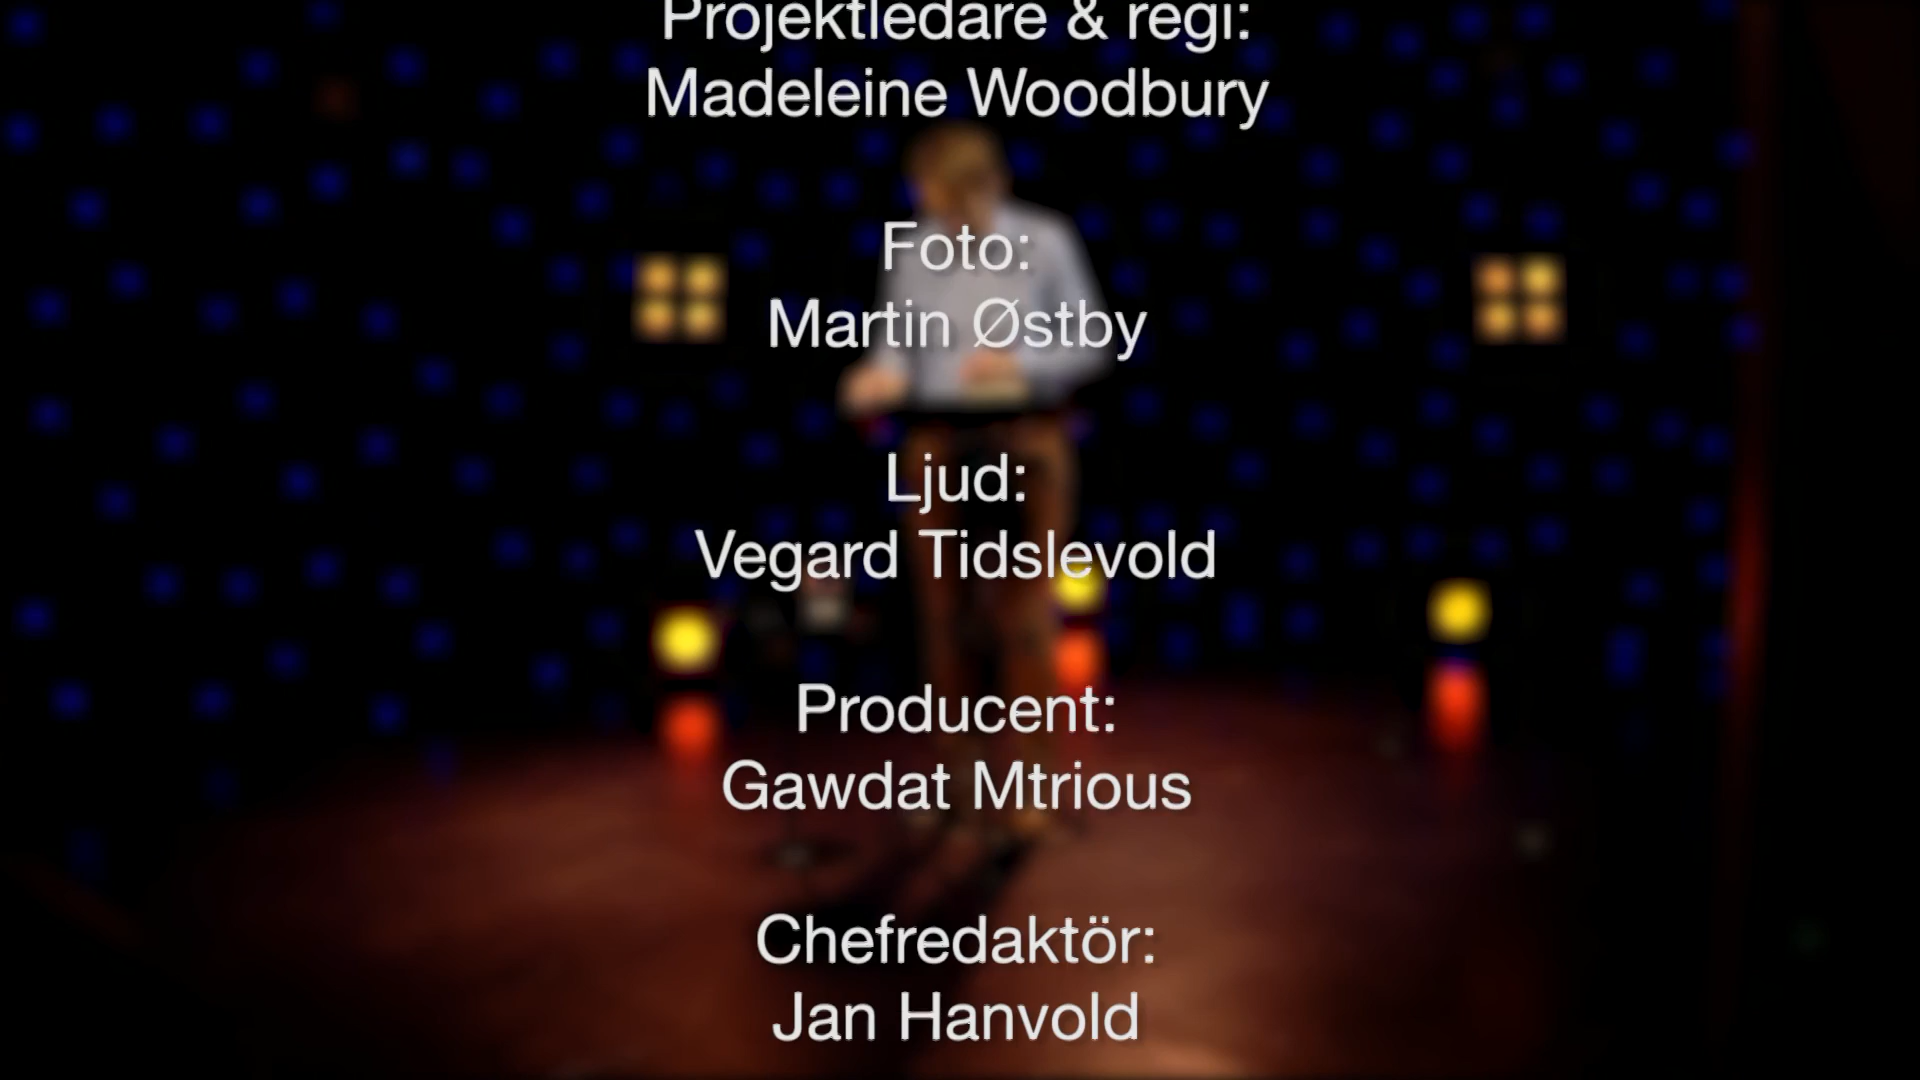 Projektledare & regi:
Madeleine Woodbury
Foto:
Martin Østby
Ljud:
Vegard Tidslevold
Producent:
Gawdat Mtrious
Chefredaktör:
Jan Hanvold